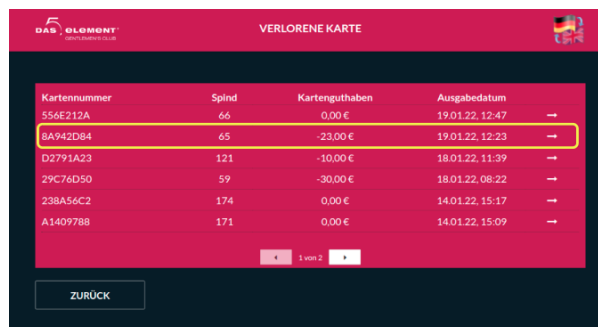 DAS 5. eLeMeNT
GENTLEMEN'S CLUB
VERLORENE KARTE
Kartennummer Spind Kartenguthaben Ausgabedatum
556E212A 66 0,00 € 19.01.22, 12:47 →
8A942D84 65 -23,00 € 19.01.22, 12:23 →
D2791A23 121 -10,00 € 18.01.22, 11:39 →
29C76D50 59 -30,00 € 18.01.22, 08:22 →
238A56C2 174 0,00 € 14.01.22, 15:17 →
A1409788 171 0,00 € 14.01.22, 15:09 →
1 von 2
ZURÜCK